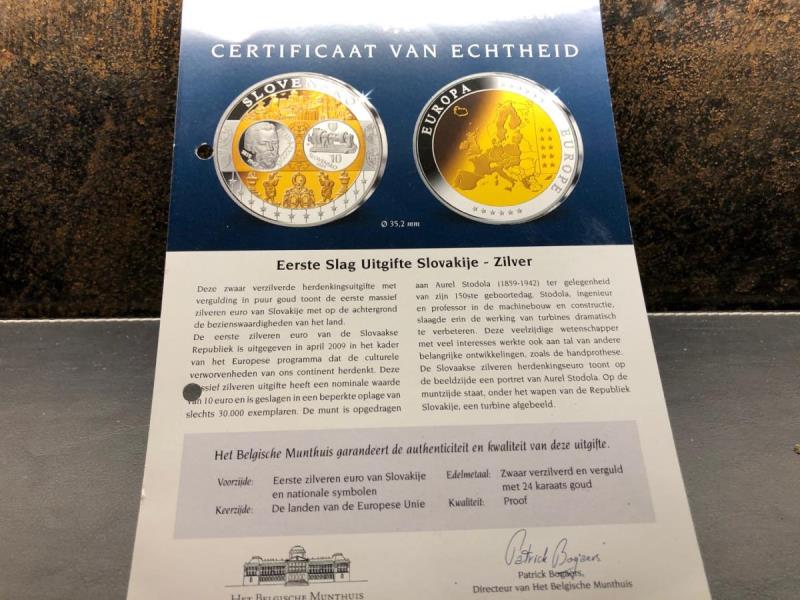 CERTIFICAAT VAN ECHTHEID
SLOVENSKO
10
SLOVENSKO
EUROPA
EUROPE
Ø 35,2 mm
Eerste Slag Uitgifte Slovakije - Zilver
Deze zwaar verzilverde herdenkingsuitgifte met
vergulding in puur goud toont de eerste massief
zilveren euro van Slovakije met op de achtergrond
de bezienswaardigheden van het land.
De eerste zilveren euro van de Slovaakse
Republiek is uitgegeven in april 2009 in het kader
van het Europese programma dat de culturele
verworvenheden van ons continent herdenkt. Deze
massief zilveren uitgifte heeft een nominale waarde
van 10 euro en is geslagen in een beperkte oplage van
slechts 30.000 exemplaren. De munt is opgedragen
aan Aurel Stodola (1859-1942) ter gelegenheid
van zijn 150ste geboortedag. Stodola, ingenieur
en professor in de machinebouw en constructie,
slaagde erin de werking van turbines dramatisch
te verbeteren. Deze veelzijdige wetenschapper
met veel interesses werkte ook aan tal van andere
belangrijke ontwikkelingen, zoals de handprothese.
De Slovaakse zilveren herdenkingseuro toont op
de beeldzijde een portret van Aurel Stodola. Op de
muntzijde staat, onder het wapen van de Republiek
Slovakije, een turbine afgebeeld.
Het Belgische Munthuis garandeert de authenticiteit en kwaliteit van deze uitgifte.
Voorzijde: Eerste zilveren euro van Slovakije
en nationale symbolen
Keerzijde: De landen van de Europese Unie
Edelmetaal: Zwaar verzilverd en verguld
met 24 karaats goud
Kwaliteit: Proof
HET BELGISCHE MUNTHUIS
Patrick Bogaers
Patrick Bogaers,
Directeur van Het Belgische Munthuis